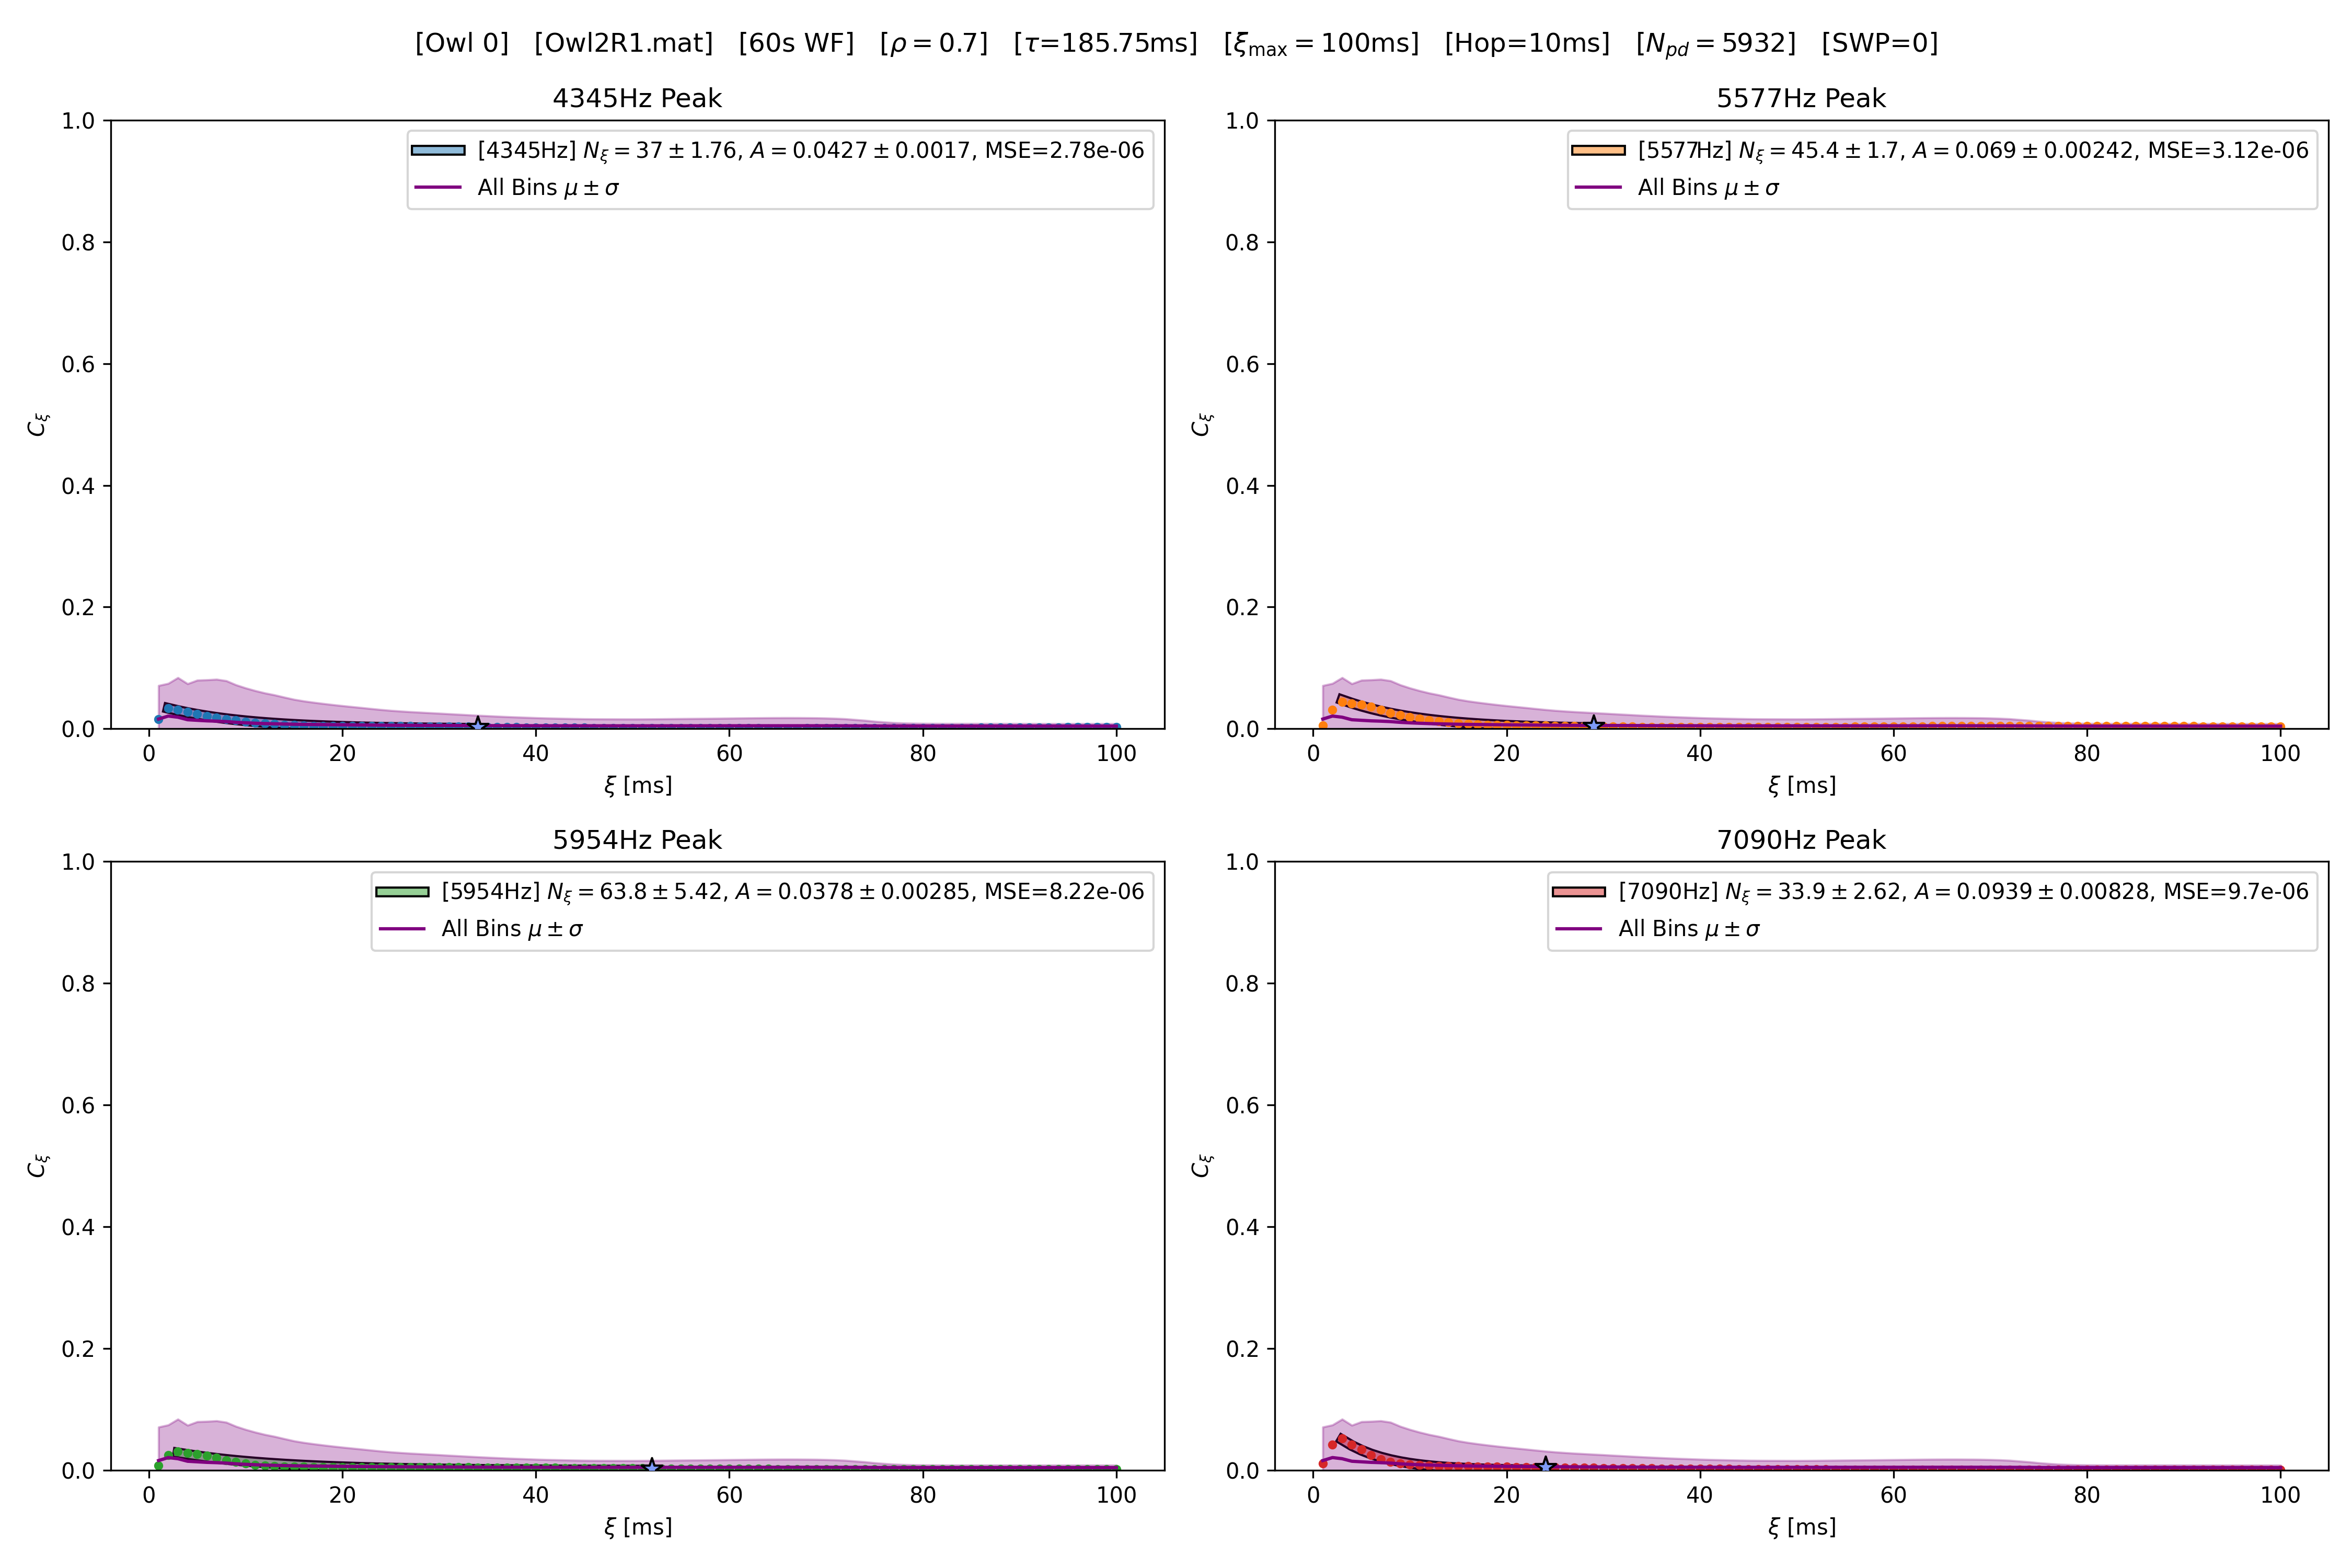 [Owl 0] [Owl2R1.mat] [60s WF] [ρ = 0.7] [τ=185.75ms] [ξmax = 100ms] [Hop=10ms] [Npd = 5932] [SWP=0]
4345Hz Peak
1.0
0.8
0.6
0.4
0.2
0.0
Cξ
[4345Hz] Nξ = 37 ± 1.76, A = 0.0427 ± 0.0017, MSE=2.78e-06
All Bins μ ± σ
0 20 40 60 80 100
ξ [ms]
5577Hz Peak
1.0
0.8
0.6
0.4
0.2
0.0
Cξ
[5577Hz] Nξ = 45.4 ± 1.7, A = 0.069 ± 0.00242, MSE=3.12e-06
All Bins μ ± σ
0 20 40 60 80 100
ξ [ms]
5954Hz Peak
1.0
0.8
0.6
0.4
0.2
0.0
Cξ
[5954Hz] Nξ = 63.8 ± 5.42, A = 0.0378 ± 0.00285, MSE=8.22e-06
All Bins μ ± σ
0 20 40 60 80 100
ξ [ms]
7090Hz Peak
1.0
0.8
0.6
0.4
0.2
0.0
Cξ
[7090Hz] Nξ = 33.9 ± 2.62, A = 0.0939 ± 0.00828, MSE=9.7e-06
All Bins μ ± σ
0 20 40 60 80 100
ξ [ms]